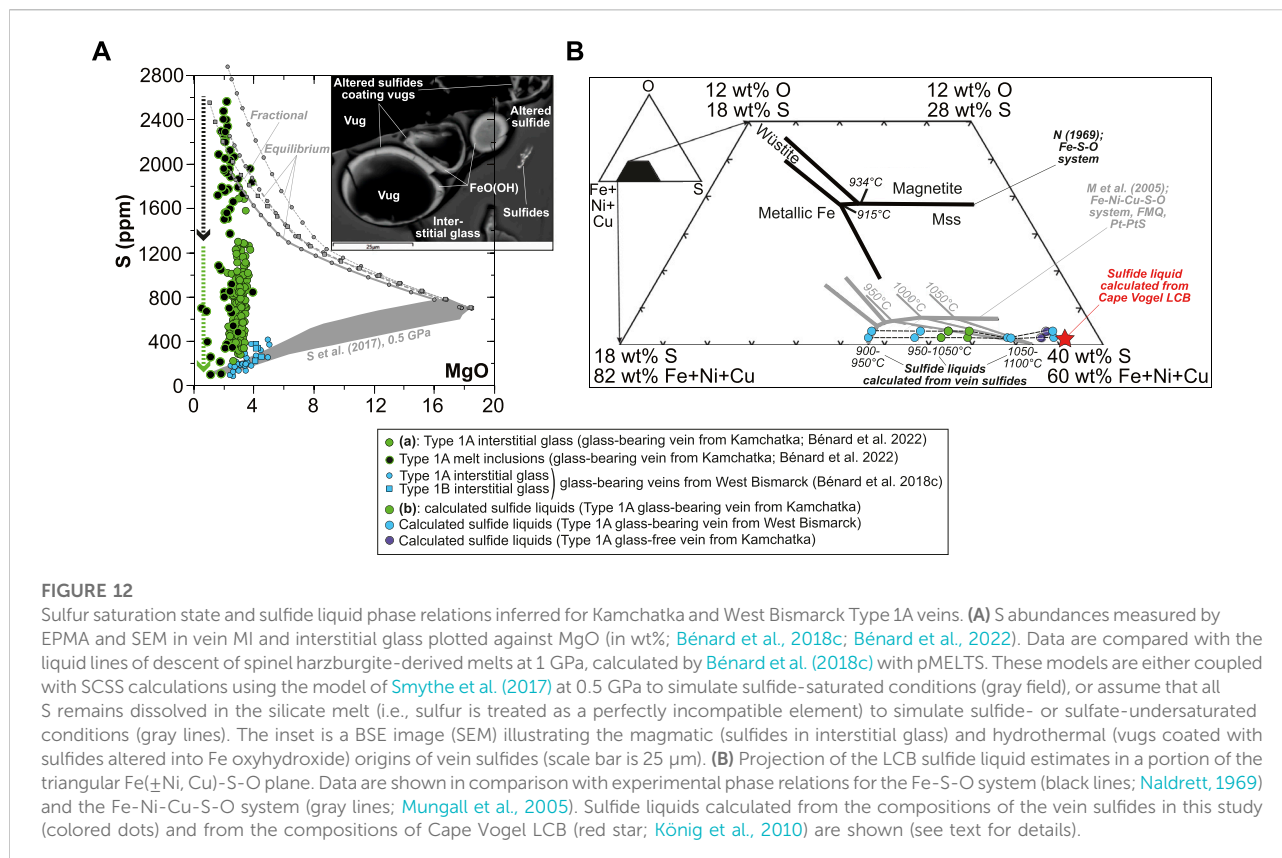 A
2800
2400
2000
1600
1200
800
400
0
S (ppm)
0
4
8
12
16
20
MgO
Fractional
Equilibrium
S et al. (2017), 0.5 GPa
Altered sulfides
coating vugs
Vug
Altered
sulfide
Vug
FeO(OH)
Inter-
stitial glass
Sulfides
25µm
B
12 wt% O
18 wt% S
12 wt% O
28 wt% S
O
Fe+
Ni+
Cu
S
Wüstite
934°C
Magnetite
Metallic Fe
915°C
Mss
N (1969);
Fe-S-O
system
M et al. (2005);
Fe-Ni-Cu-S-O
system, FMQ,
Pt-PtS
950°C
1000°C
1050°C
Sulfide liquid
calculated from
Cape Vogel LCB
18 wt% S
82 wt% Fe+Ni+Cu
900-
950°C
950-1050°C
1050-
1100°C
Sulfide liquids
calculated from vein sulfides
40 wt% S
60 wt% Fe+Ni+Cu
(a): Type 1A interstitial glass (glass-bearing vein from Kamchatka; Bénard et al. 2022)
Type 1A melt inclusions (glass-bearing vein from Kamchatka; Bénard et al. 2022)
Type 1A interstitial glass
Type 1B interstitial glass
glass-bearing veins from West Bismarck (Bénard et al. 2018c)
(b): calculated sulfide liquids (Type 1A glass-bearing vein from Kamchatka)
Calculated sulfide liquids (Type 1A glass-bearing vein from West Bismarck)
Calculated sulfide liquids (Type 1A glass-free vein from Kamchatka)
FIGURE 12
Sulfur saturation state and sulfide liquid phase relations inferred for Kamchatka and West Bismarck Type 1A veins. (A) S abundances measured by
EPMA and SEM in vein MI and interstitial glass plotted against MgO (in wt%; Bénard et al., 2018c; Bénard et al., 2022). Data are compared with the
liquid lines of descent of spinel harzburgite-derived melts at 1 GPa, calculated by Bénard et al. (2018c) with pMELTS. These models are either coupled
with SCSS calculations using the model of Smythe et al. (2017) at 0.5 GPa to simulate sulfide-saturated conditions (gray field), or assume that all
S remains dissolved in the silicate melt (i.e., sulfur is treated as a perfectly incompatible element) to simulate sulfide- or sulfate-undersaturated
conditions (gray lines). The inset is a BSE image (SEM) illustrating the magmatic (sulfides in interstitial glass) and hydrothermal (vugs coated with
sulfides altered into Fe oxyhydroxide) origins of vein sulfides (scale bar is 25 µm). (B) Projection of the LCB sulfide liquid estimates in a portion of the
triangular Fe(±Ni, Cu)-S-O plane. Data are shown in comparison with experimental phase relations for the Fe-S-O system (black lines; Naldrett, 1969)
and the Fe-Ni-Cu-S-O system (gray lines; Mungall et al., 2005). Sulfide liquids calculated from the compositions of the vein sulfides in this study
(colored dots) and from the compositions of Cape Vogel LCB (red star; König et al., 2010) are shown (see text for details).